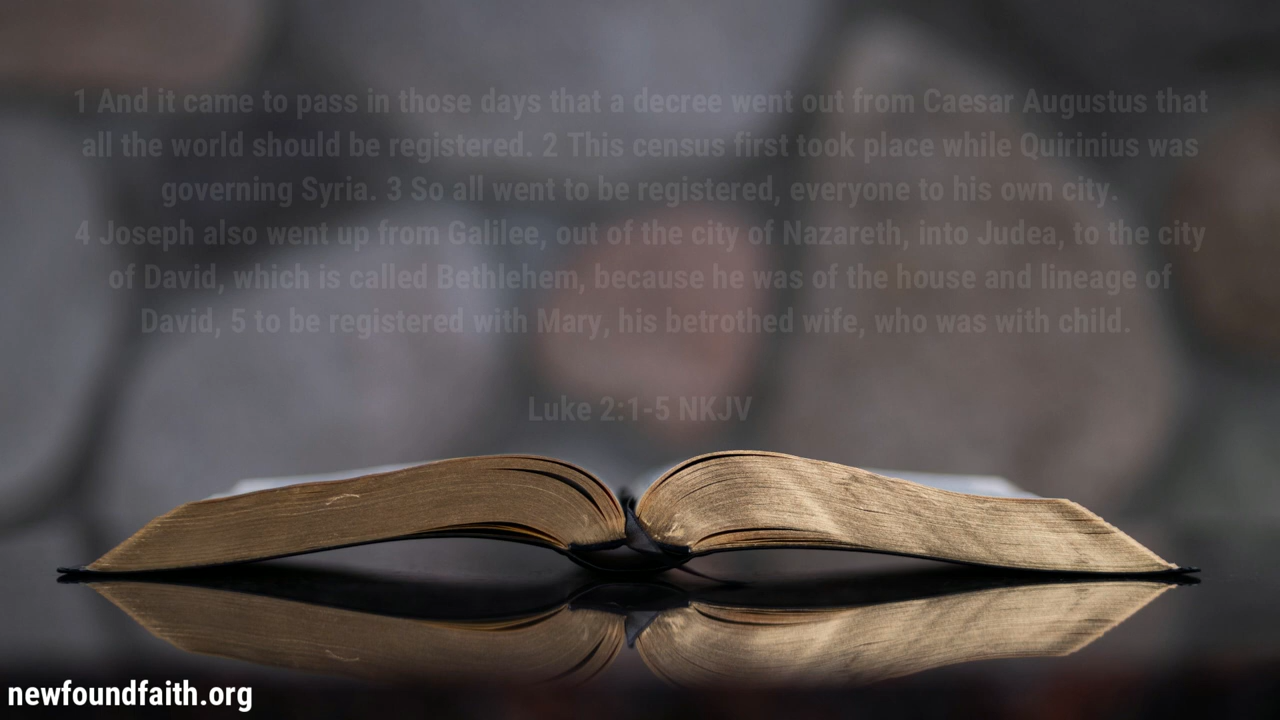 1 And it came to pass in those days that a decree went out from Caesar Augustus that
all the world should be registered. 2 This census first took place while Quirinius was
governing Syria. 3 So all went to be registered, everyone to his own city.
4 Joseph also went up from Galilee, out of the city of Nazareth, into Judea, to the city
of David, which is called Bethlehem, because he was of the house and lineage of
David, 5 to be registered with Mary, his betrothed wife, who was with child.
Luke 2:1-5 NKJV
newfoundfaith.org